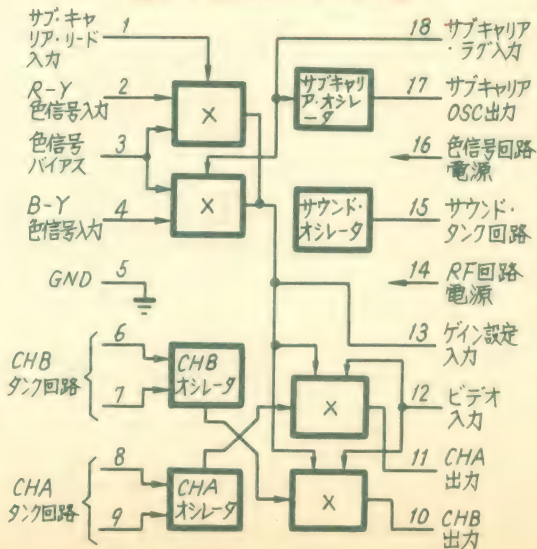 サブ・キャ
リア・リード
入力
1
R-Y
色信号入力
2
色信号
バイアス
3
B-Y
色信号入力
4
GND
5
CHB
タンク回路
6
7
CHA
タンク回路
8
9
X
X
サブキャリ
ア・オシレ
ータ
サウンド・
オシレータ
CHB
オシレータ
CHA
オシレータ
X
X
18
サブキャリア
・ラグ入力
17
サブキャリア
OSC出力
16
色信号回路
電源
15
サウンド・
タンク回路
14
RF回路
電源
13
ゲイン設定
入力
12
ビデオ
入力
11
CHA
出力
10
CHB
出力